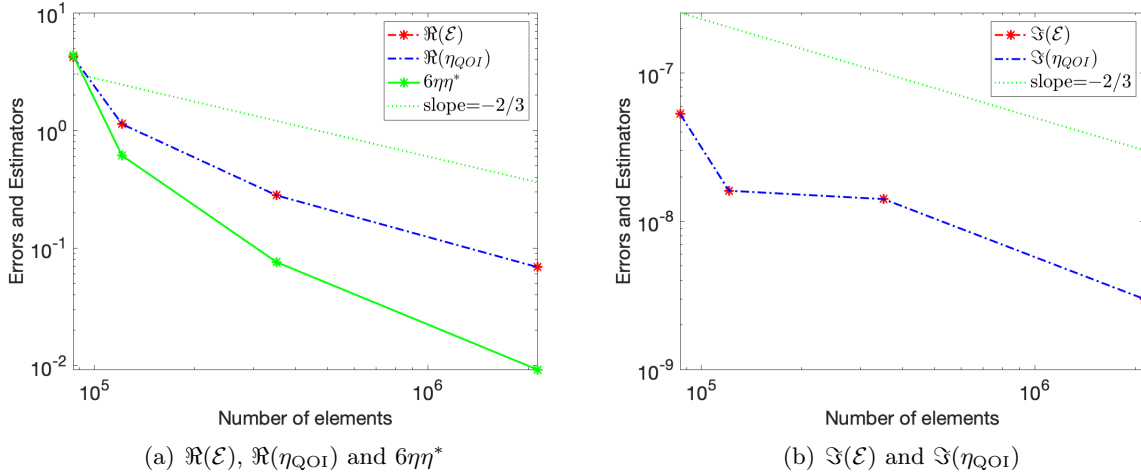 10^1
10^0
10^-1
10^-2
Errors and Estimators
10^5
10^6
Number of elements
ℜ(ℰ)
ℜ(η_QOI)
6ηη*
slope=−2/3
(a) ℜ(ℰ), ℜ(η_QOI) and 6ηη*
10^-7
10^-8
10^-9
Errors and Estimators
10^5
10^6
Number of elements
ℑ(ℰ)
ℑ(η_QOI)
slope=−2/3
(b) ℑ(ℰ) and ℑ(η_QOI)